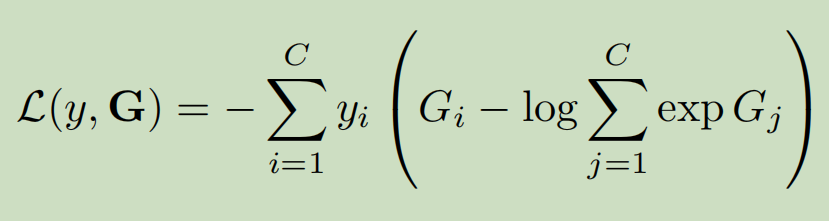 $$\mathcal{L}(y, \mathbf{G}) = -\sum_{i=1}^{C} y_i \left( G_i - \log \sum_{j=1}^{C} \exp G_j \right)$$